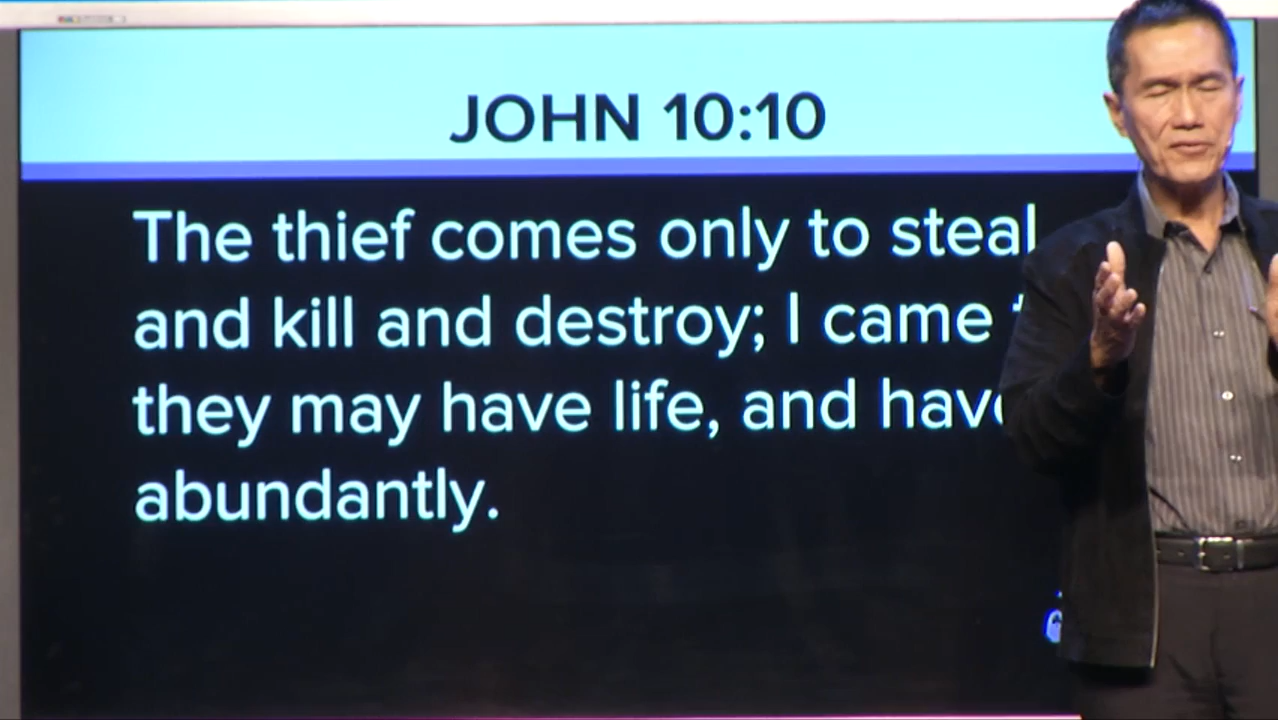 JOHN 10:10
The thief comes only to steal
and kill and destroy; I came
they may have life, and have
abundantly.